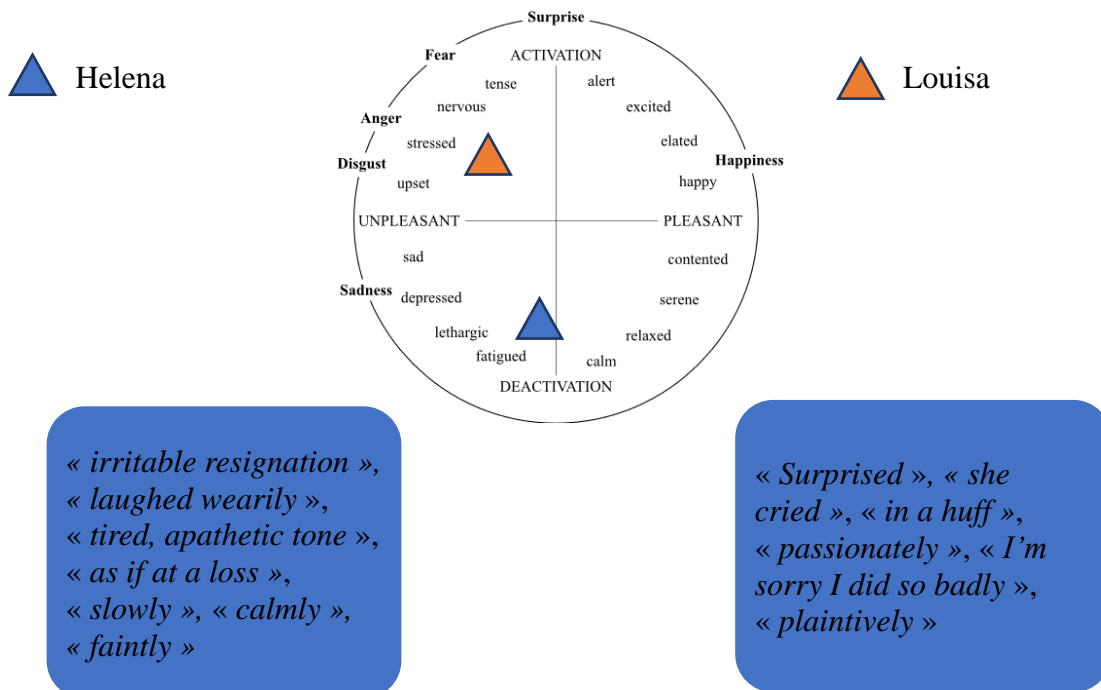 Surprise
Fear
ACTIVATION
Helena
Louisa
tense
alert
nervous
excited
Anger
stressed
elated
Disgust
Happiness
upset
happy
UNPLEASANT
PLEASANT
sad
contented
Sadness
depressed
serene
lethargic
relaxed
fatigued
calm
DEACTIVATION
« irritable resignation »,
« laughed wearily »,
« tired, apathetic tone »,
« as if at a loss »,
« slowly », « calmly »,
« faintly »
« Surprised », « she
cried », « in a huff »,
« passionately », « I’m
sorry I did so badly »,
« plaintively »